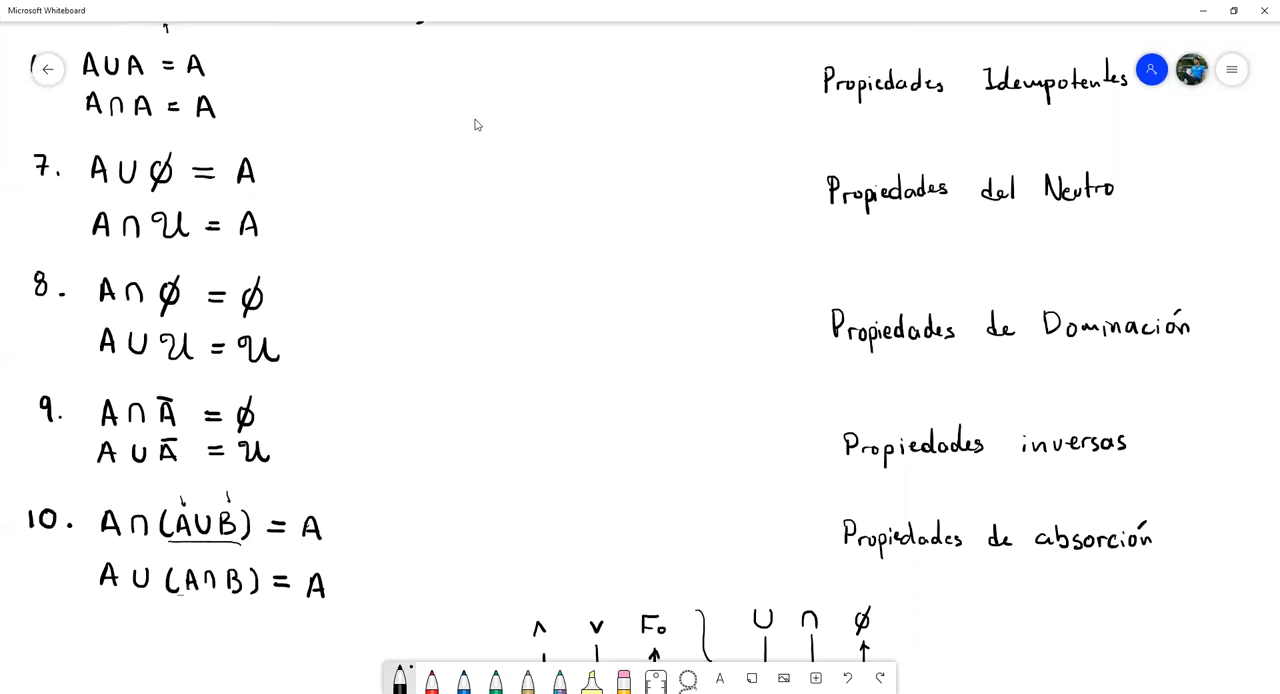 Microsoft Whiteboard
A∪A = A
Propiedades Idempotentes
A∩A = A
7. A∪∅ = A
Propiedades del Neutro
A∩𝒰 = A
8. A∩∅ = ∅
Propiedades de Dominación
A∪𝒰 = 𝒰
9. A∩Ā = ∅
Propiedades inversas
A∪Ā = 𝒰
10. A∩(A∪B) = A
Propiedades de absorción
A∪(A∩B) = A
∧ ∨ F₀ } ∪ ∩ ∅